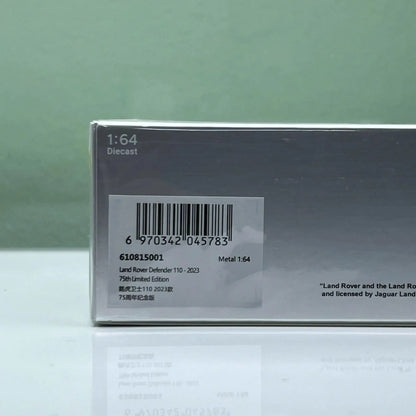 1:64
Diecast
6 970342 045783
610815001 Metal 1:64
Land Rover Defender 110 - 2023
75th Limited Edition
路虎卫士110 2023款
75周年纪念版
"Land Rover and the Land Ro
and licensed by Jaguar Land